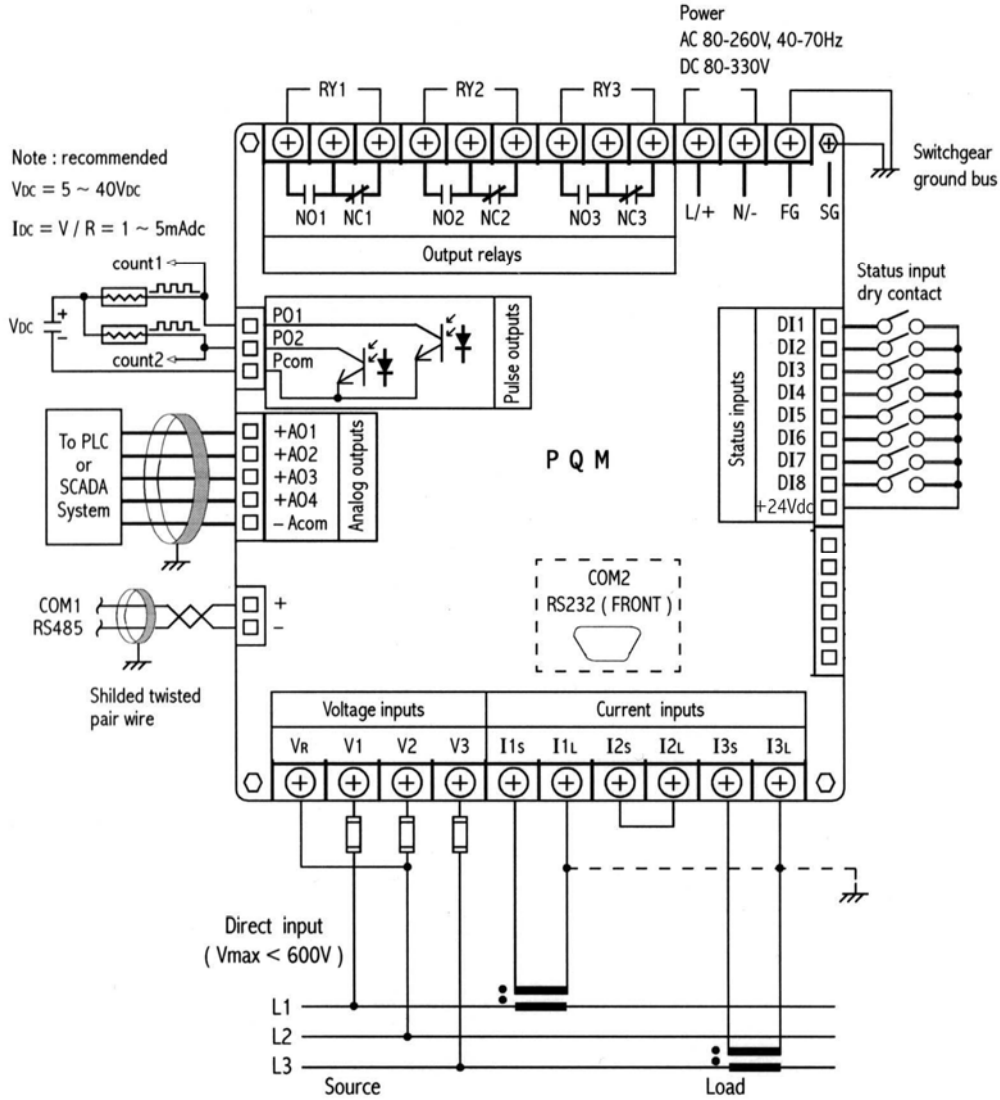 Power
AC 80-260V, 40-70Hz
DC 80-330V
RY1
RY2
RY3
Note : recommended
VDC = 5 ~ 40VDC
IDC = V / R = 1 ~ 5mAdc
Switchgear
ground bus
NO1
NC1
NO2
NC2
NO3
NC3
L/+
N/-
FG
SG
Output relays
count1
VDC
+
−
count2
PO1
PO2
Pcom
Pulse outputs
Status input
dry contact
Status inputs
DI1
DI2
DI3
DI4
DI5
DI6
DI7
DI8
+24Vdc
To PLC
or
SCADA
System
+AO1
+AO2
+AO3
+AO4
− Acom
Analog outputs
P Q M
COM2
RS232 ( FRONT )
COM1
RS485
+
−
Shilded twisted
pair wire
Voltage inputs
Current inputs
VR
V1
V2
V3
I1S
I1L
I2S
I2L
I3S
I3L
Direct input
( Vmax < 600V )
L1
L2
L3
Source
Load